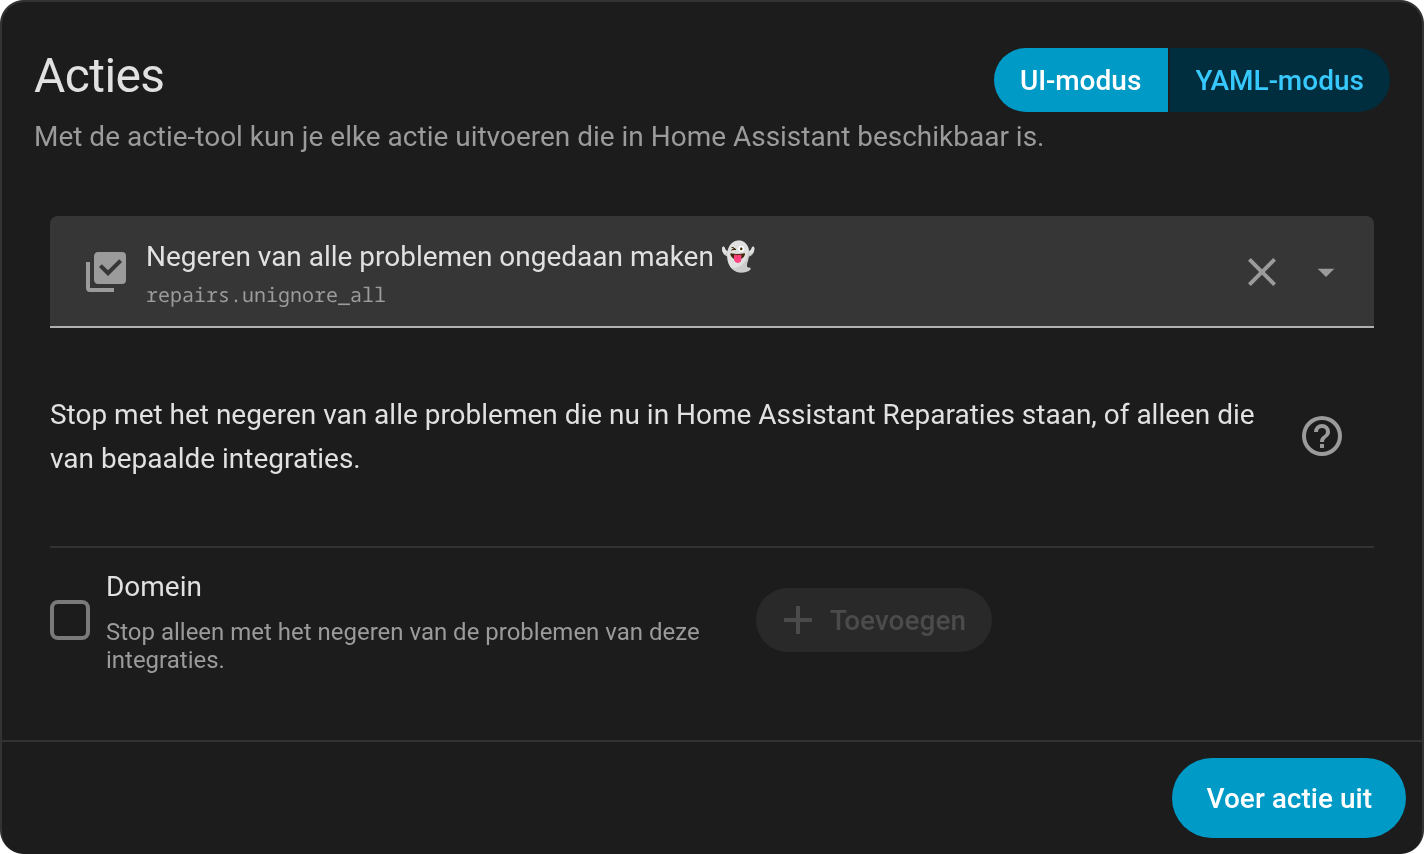 Acties
UI-modus
YAML-modus
Met de actie-tool kun je elke actie uitvoeren die in Home Assistant beschikbaar is.
Negeren van alle problemen ongedaan maken 👻
repairs.unignore_all
Stop met het negeren van alle problemen die nu in Home Assistant Reparaties staan, of alleen die
van bepaalde integraties.
Domein
Stop alleen met het negeren van de problemen van deze
integraties.
Toevoegen
Voer actie uit